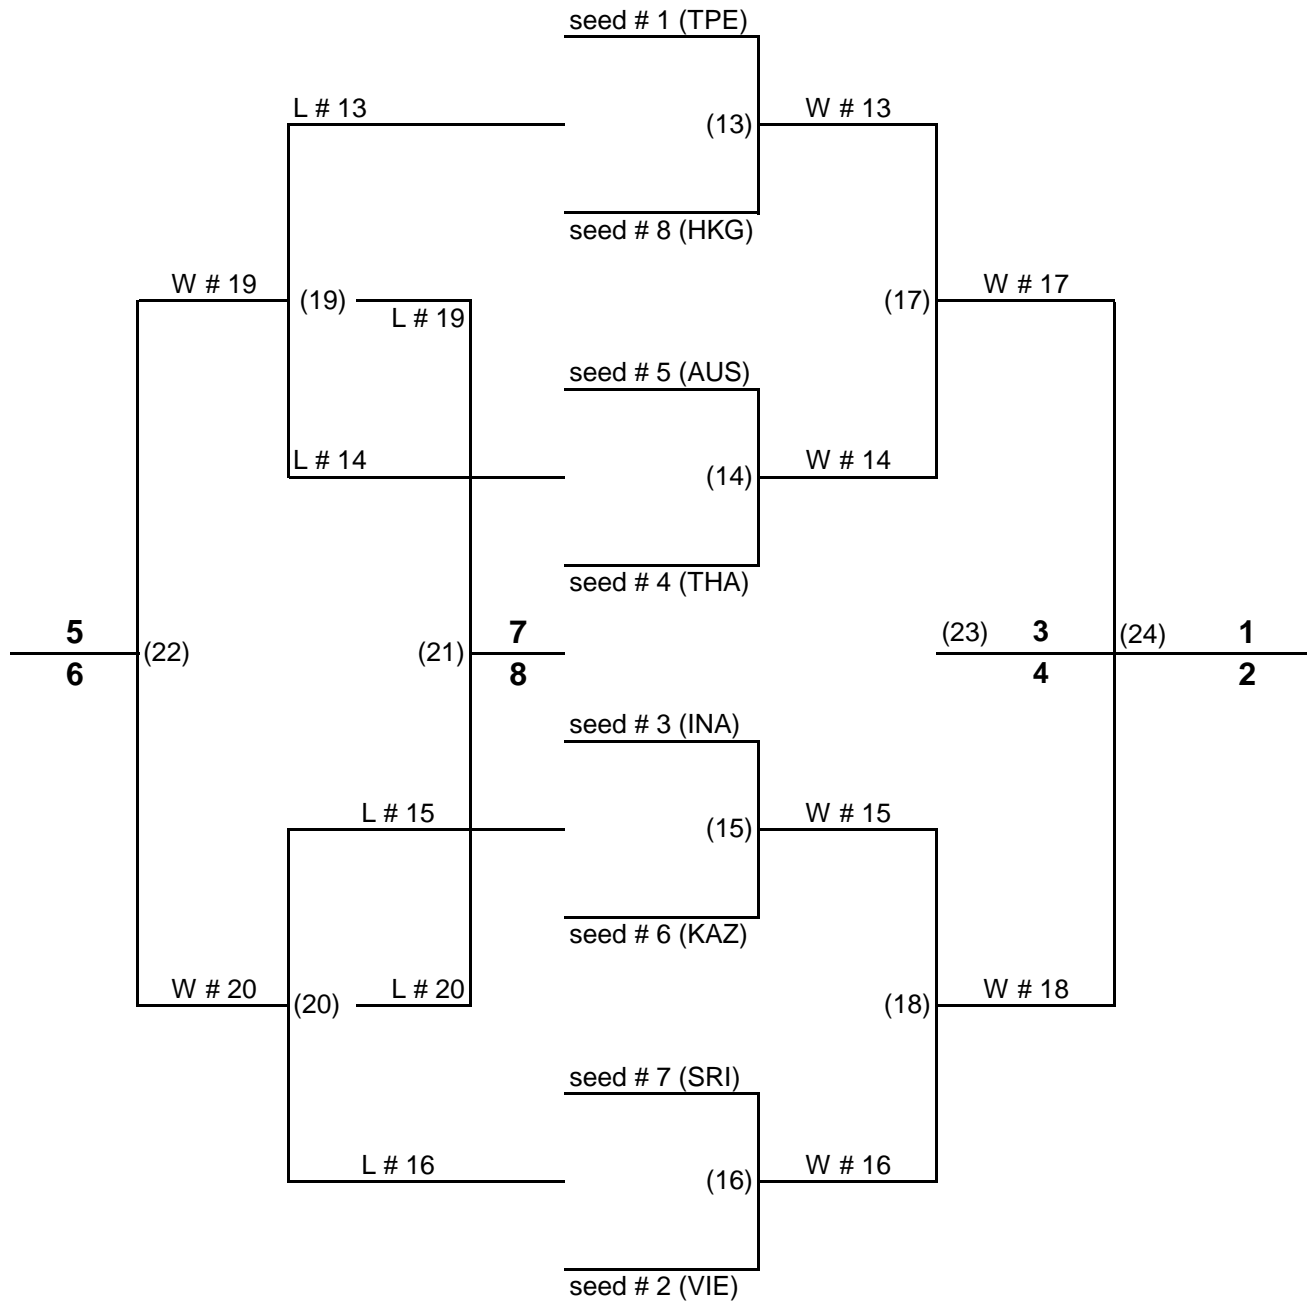 seed # 1 (TPE)
L # 13
(13)
W # 13
seed # 8 (HKG)
W # 19
(19)
L # 19
(17)
W # 17
seed # 5 (AUS)
L # 14
(14)
W # 14
seed # 4 (THA)
5
(22)
6
(21)
7
8
(23)
3
4
(24)
1
2
seed # 3 (INA)
L # 15
(15)
W # 15
seed # 6 (KAZ)
W # 20
(20)
L # 20
(18)
W # 18
seed # 7 (SRI)
L # 16
(16)
W # 16
seed # 2 (VIE)